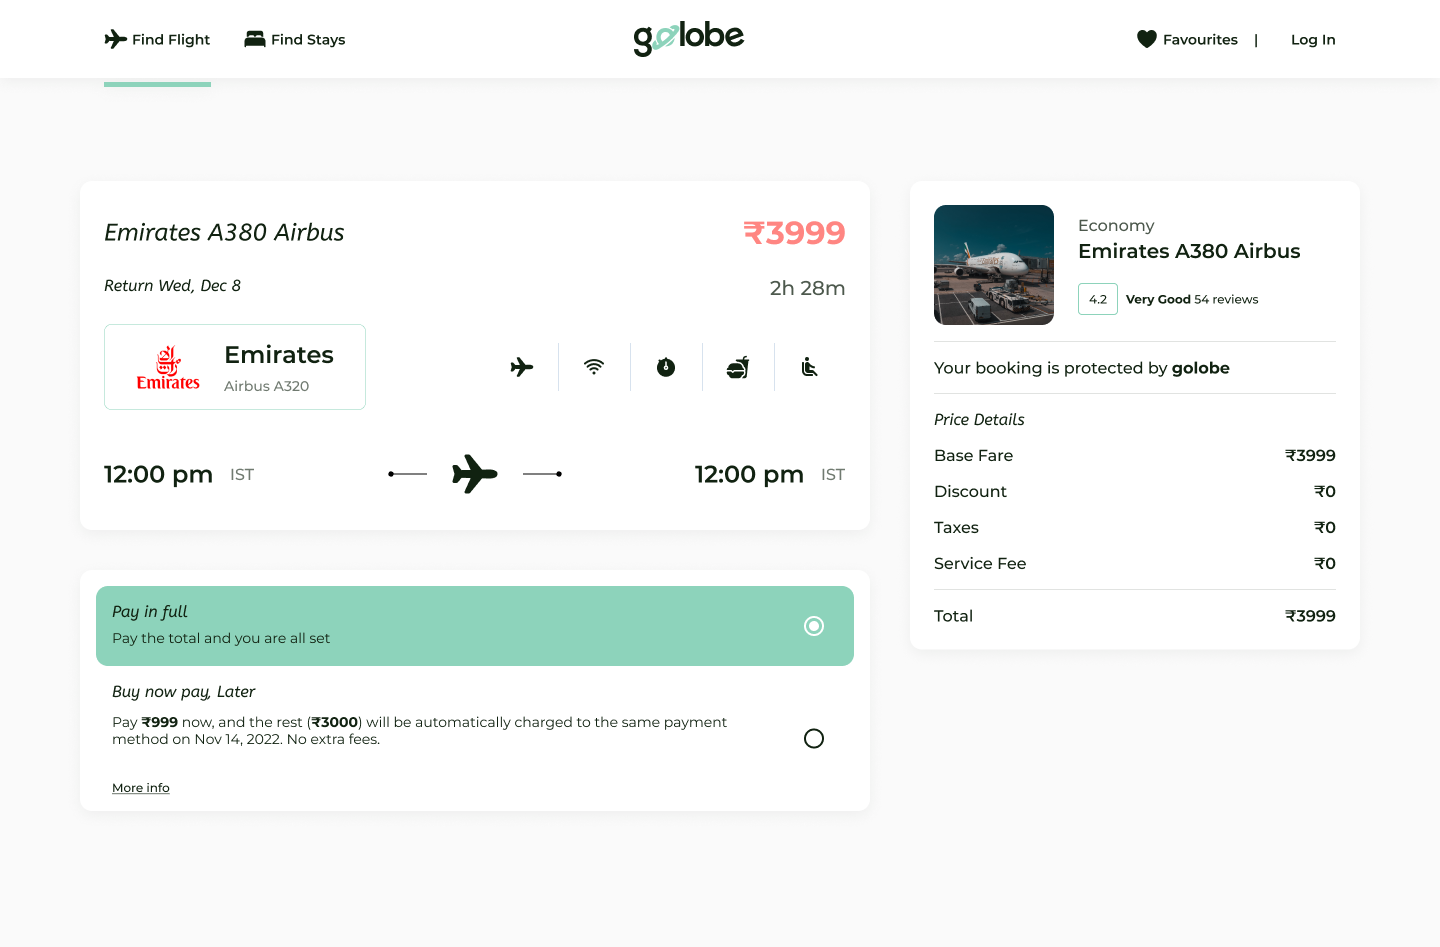 Find Flight
Find Stays
golobe
Favourites
|
Log In
Emirates A380 Airbus
₹3999
Return Wed, Dec 8
2h 28m
Emirates
Emirates
Airbus A320
12:00 pm IST
12:00 pm IST
Pay in full
Pay the total and you are all set
Buy now pay, Later
Pay ₹999 now, and the rest (₹3000) will be automatically charged to the same payment
method on Nov 14, 2022. No extra fees.
More info
Economy
Emirates A380 Airbus
4.2
Very Good 54 reviews
Your booking is protected by golobe
Price Details
Base Fare ₹3999
Discount ₹0
Taxes ₹0
Service Fee ₹0
Total ₹3999